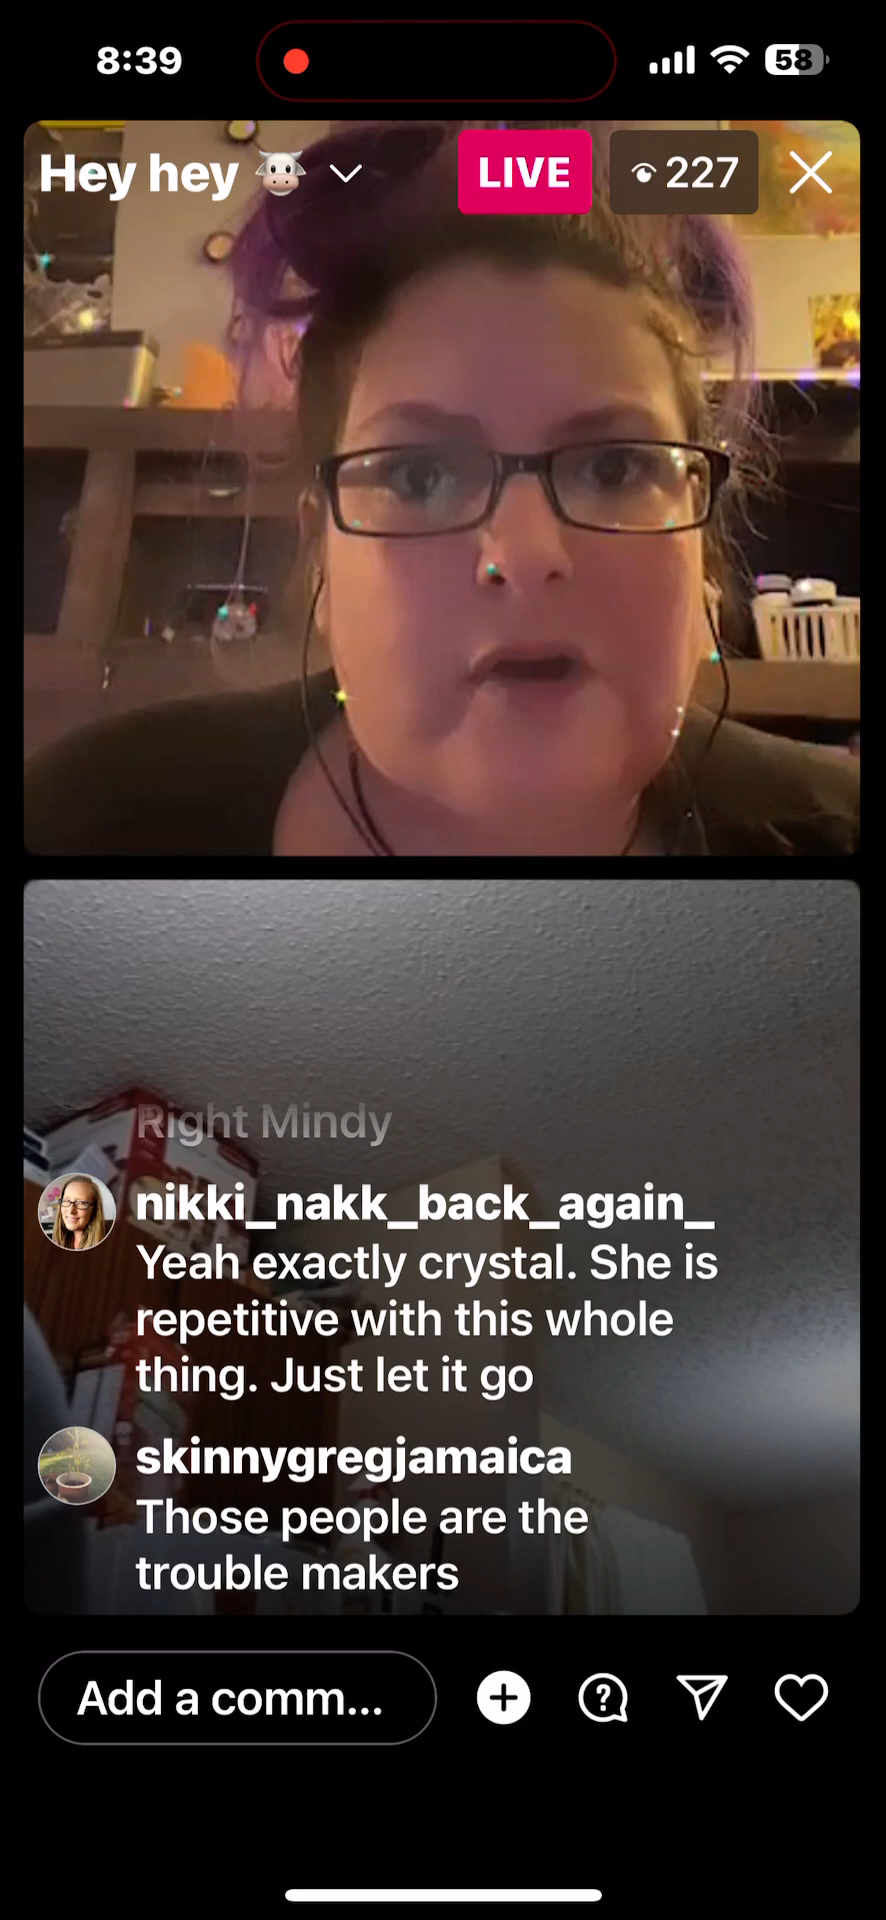 8:39
58
Hey hey 🐮
LIVE
227
Right Mindy
nikki_nakk_back_again_
Yeah exactly crystal. She is
repetitive with this whole
thing. Just let it go
skinnygregjamaica
Those people are the
trouble makers
Add a comm...